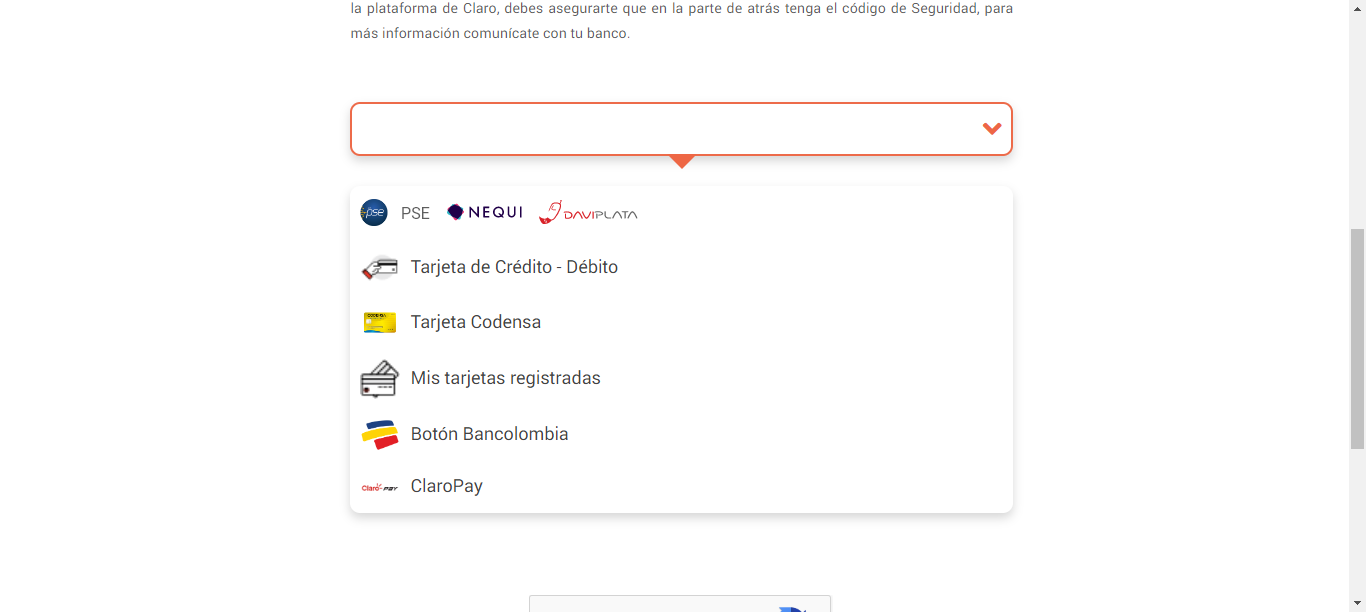 la plataforma de Claro, debes asegurarte que en la parte de atrás tenga el código de Seguridad, para
más información comunícate con tu banco.
pse PSE NEQUI DAVIPLATA
Tarjeta de Crédito - Débito
CODENSA Tarjeta Codensa
Mis tarjetas registradas
Botón Bancolombia
Claro PAY ClaroPay